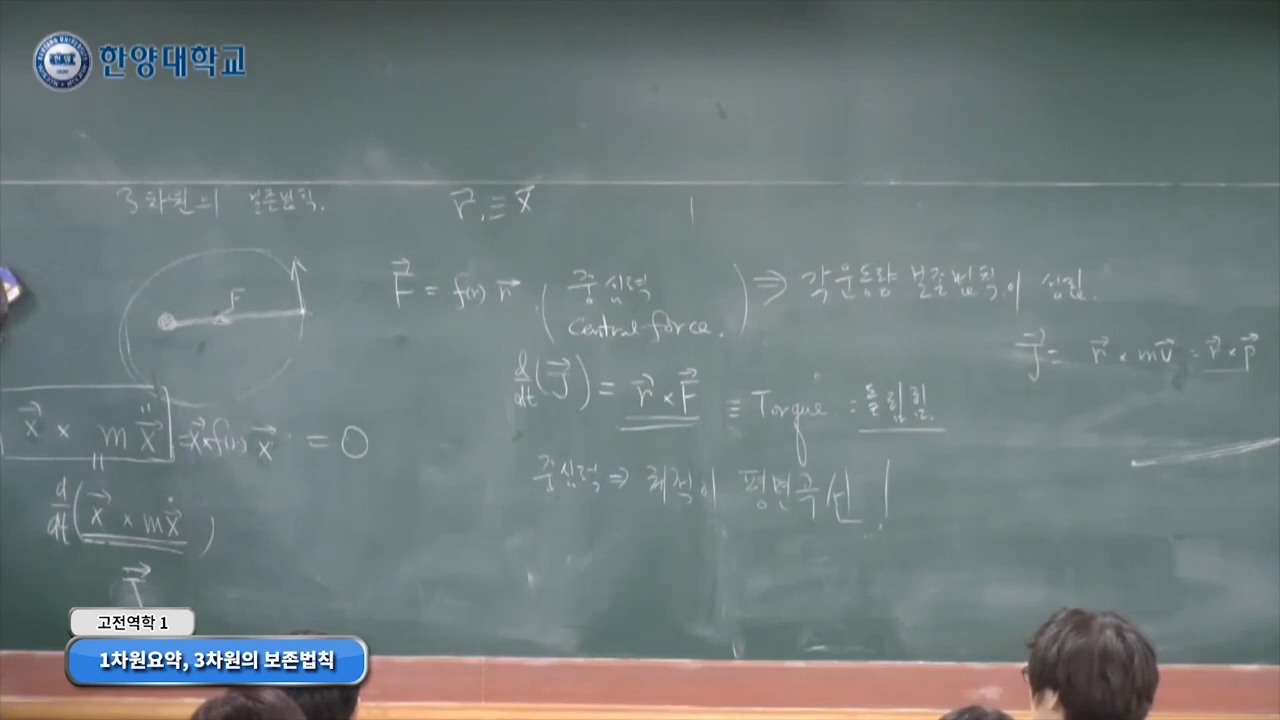 한양대학교
3차원의 보존법칙.
r⃗ ≡ x⃗
F
F⃗ = f(r) r⃗ ( 중심력 Central force. ) ⇒ 각운동량 보존법칙이 성립.
J⃗ = r⃗ × mv⃗ = r⃗ × p⃗
d/dt (J⃗) = r⃗ × F⃗ ≡ Torque = 돌림힘.
x⃗ × m ẍ⃗ = x⃗ × f(r) x⃗ = 0
중심력 ⇒ 궤적이 평면곡선!
d/dt (x⃗ × m ẋ⃗)
J⃗
고전역학 1
1차원요약, 3차원의 보존법칙